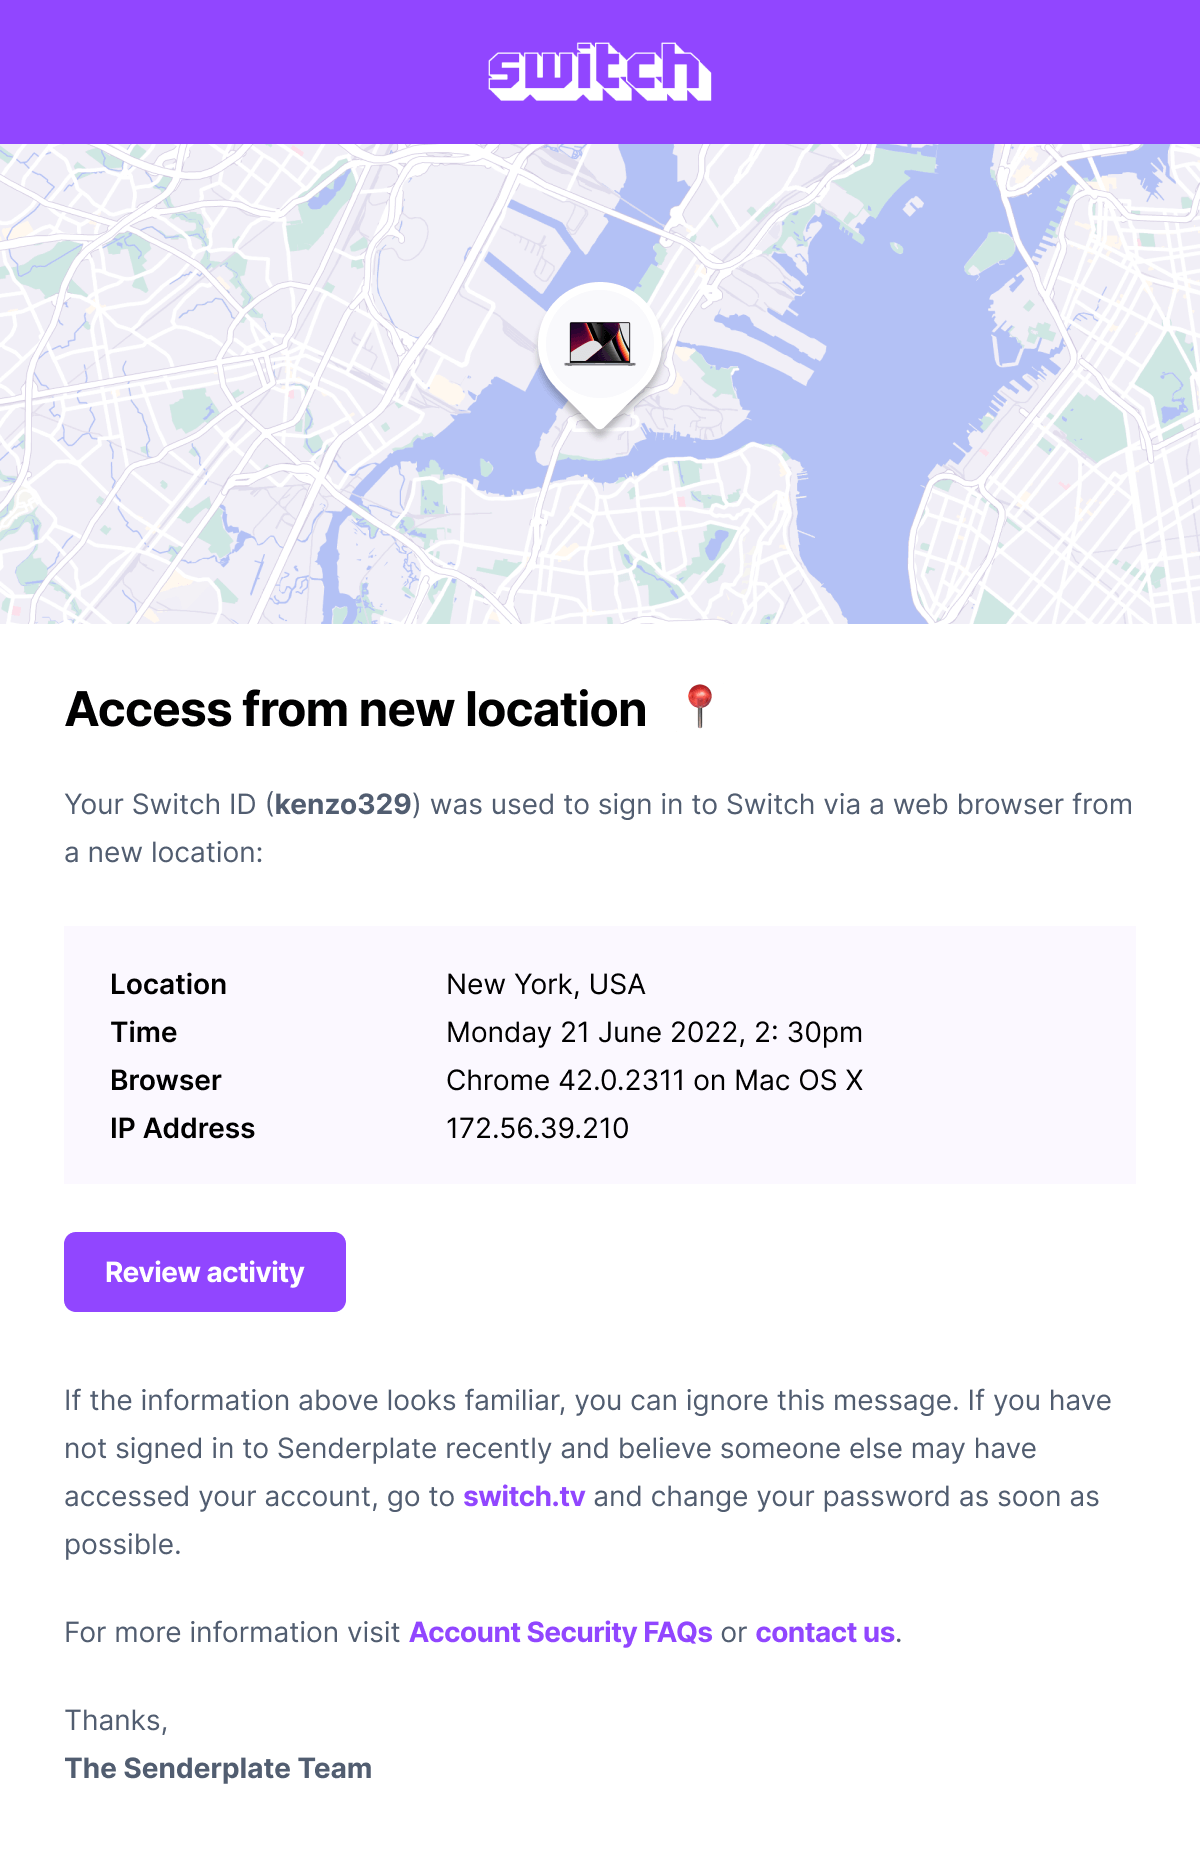 switch
Access from new location 📍
Your Switch ID (kenzo329) was used to sign in to Switch via a web browser from
a new location:
Location New York, USA
Time Monday 21 June 2022, 2: 30pm
Browser Chrome 42.0.2311 on Mac OS X
IP Address 172.56.39.210
Review activity
If the information above looks familiar, you can ignore this message. If you have
not signed in to Senderplate recently and believe someone else may have
accessed your account, go to switch.tv and change your password as soon as
possible.
For more information visit Account Security FAQs or contact us.
Thanks,
The Senderplate Team